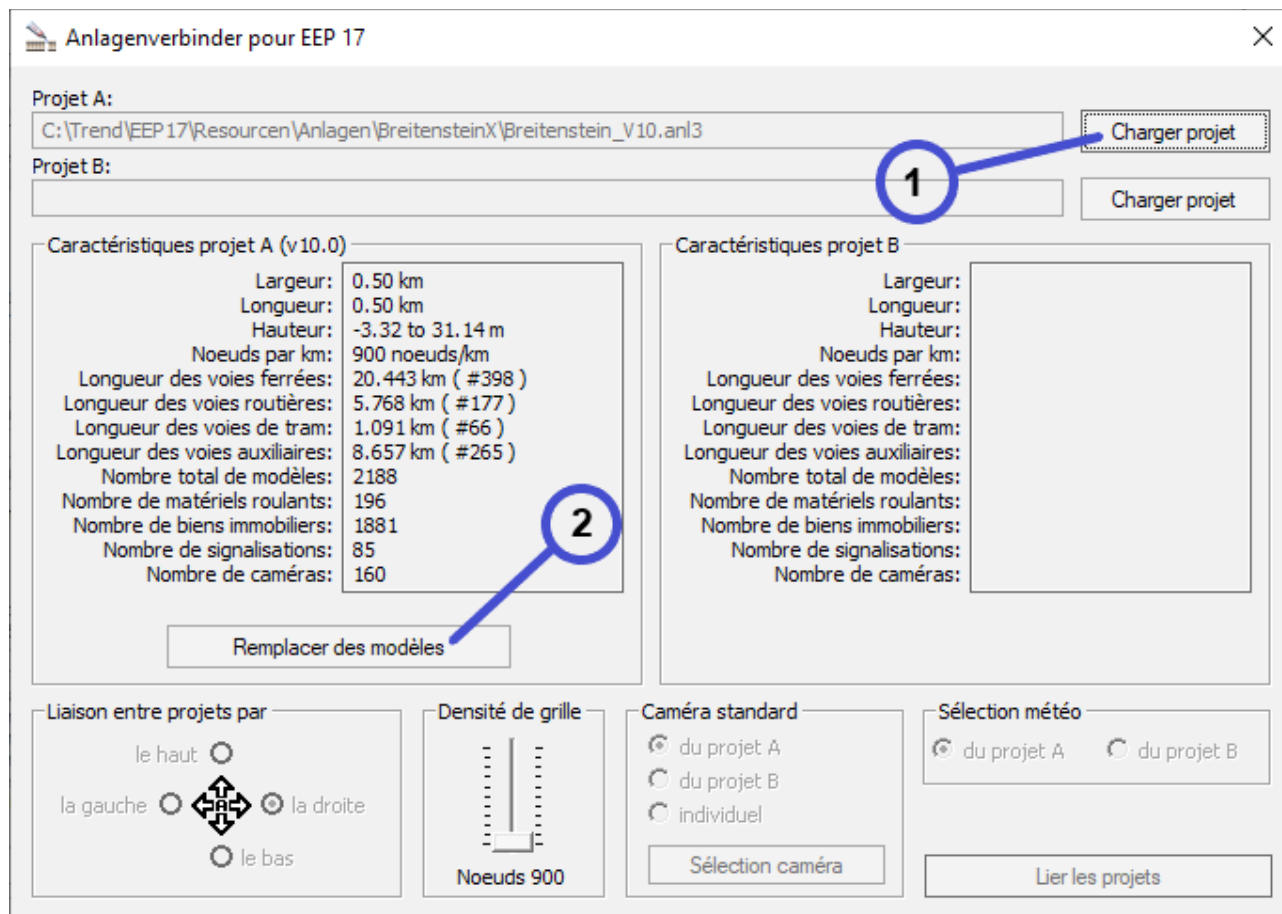 Anlagenverbinder pour EEP 17
Projet A:
C:\Trend\EEP17\Resourcen\Anlagen\BreitensteinX\Breitenstein_V10.anl3
Charger projet
1
Projet B:
Charger projet
Caractéristiques projet A (v10.0)
Largeur: 0.50 km
Longueur: 0.50 km
Hauteur: -3.32 to 31.14 m
Noeuds par km: 900 noeuds/km
Longueur des voies ferrées: 20.443 km ( #398 )
Longueur des voies routières: 5.768 km ( #177 )
Longueur des voies de tram: 1.091 km ( #66 )
Longueur des voies auxiliaires: 8.657 km ( #265 )
Nombre total de modèles: 2188
Nombre de matériels roulants: 196
Nombre de biens immobiliers: 1881
Nombre de signalisations: 85
Nombre de caméras: 160
2
Remplacer des modèles
Caractéristiques projet B
Largeur:
Longueur:
Hauteur:
Noeuds par km:
Longueur des voies ferrées:
Longueur des voies routières:
Longueur des voies de tram:
Longueur des voies auxiliaires:
Nombre total de modèles:
Nombre de matériels roulants:
Nombre de biens immobiliers:
Nombre de signalisations:
Nombre de caméras:
Liaison entre projets par
le haut
la gauche
A
la droite
le bas
Densité de grille
Noeuds 900
Caméra standard
du projet A
du projet B
individuel
Sélection caméra
Sélection météo
du projet A
du projet B
Lier les projets